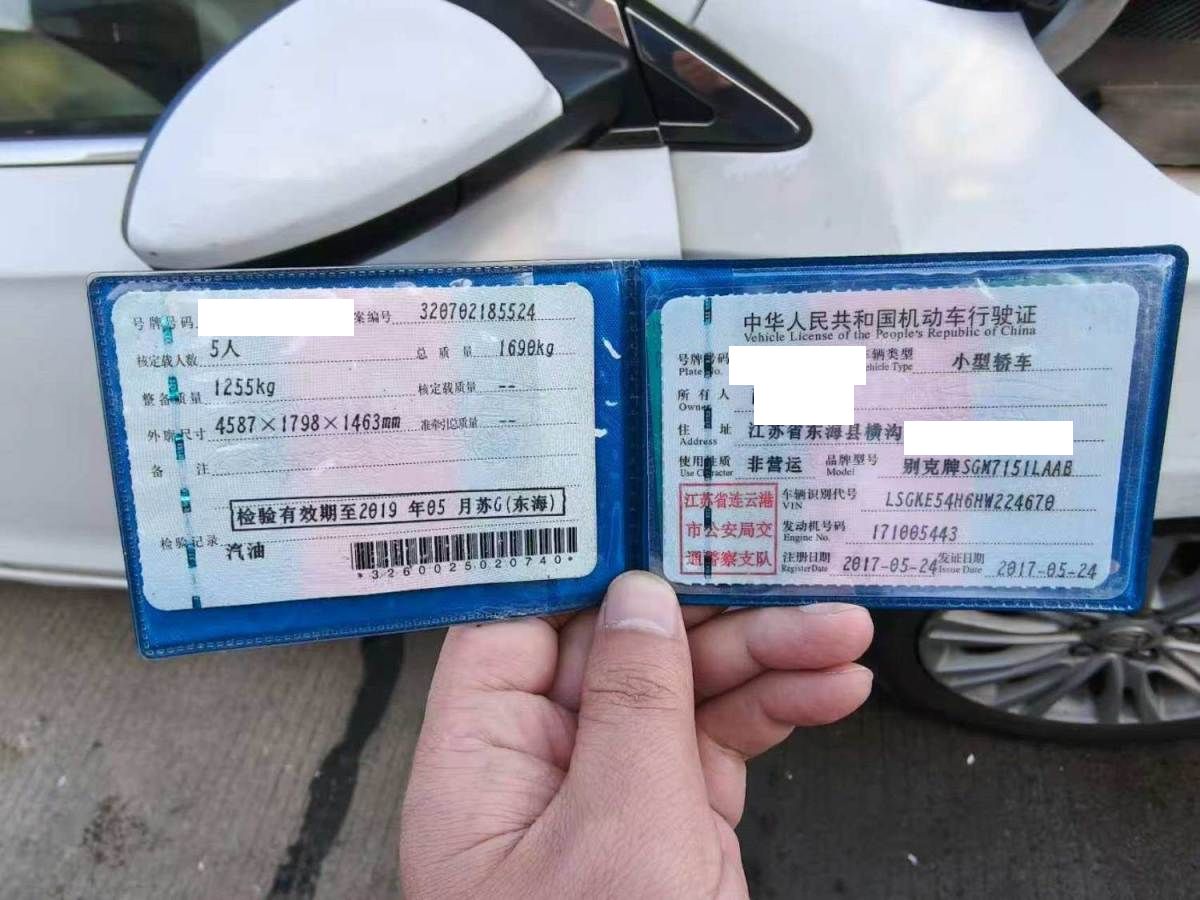 号牌号码
案编号 320702185524
核定载人数 5人 总质量 1690kg
整备质量 1255kg 核定载质量 --
外廓尺寸 4587×1798×1463mm 准牵引总质量 --
备注
检验有效期至2019年05月苏G(东海)
检验记录 汽油
*3260025020740*
中华人民共和国机动车行驶证
Vehicle License of the People's Republic of China
号牌号码 车辆类型 小型轿车
Plate No. Vehicle Type
所有人
Owner
住址 江苏省东海县横沟
Address
使用性质 非营运 品牌型号 别克牌SGM7151LAAB
Use Character Model
江苏省连云港
市公安局交
通警察支队
车辆识别代号 LSGKE54H6HW224670
VIN
发动机号码 171005443
Engine No.
注册日期 2017-05-24 发证日期 2017-05-24
Register Date Issue Date